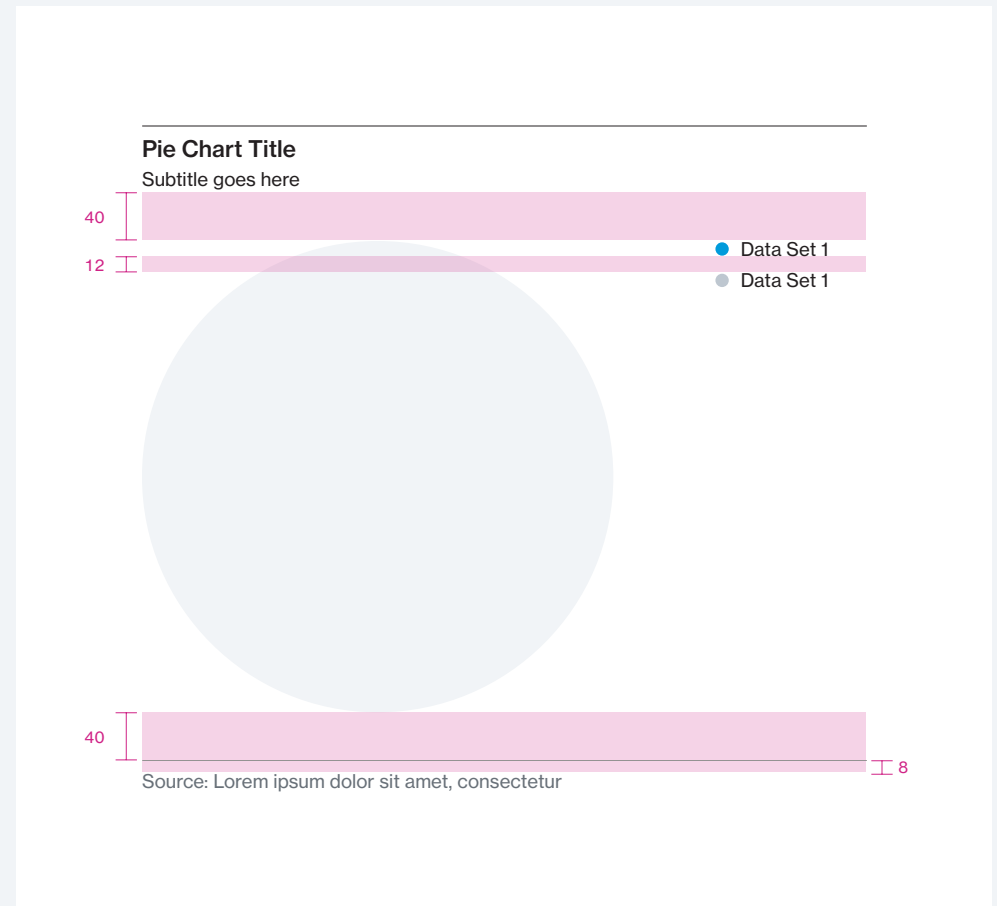 Pie Chart Title
Subtitle goes here
40
Data Set 1
12
Data Set 1
40
8
Source: Lorem ipsum dolor sit amet, consectetur